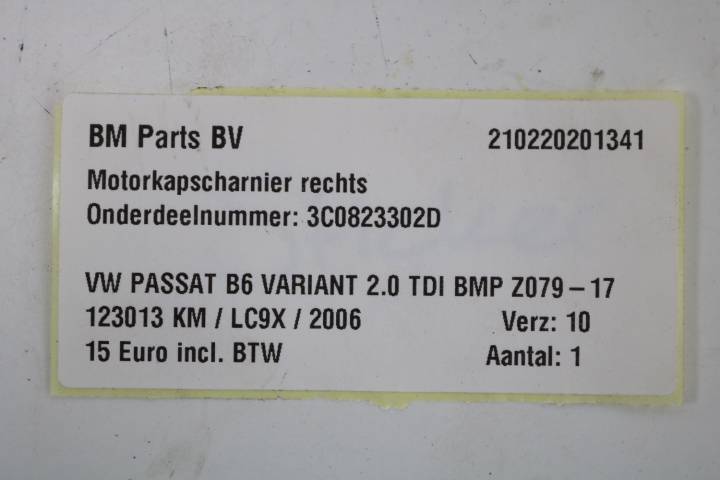 BM Parts BV 210220201341
Motorkapscharnier rechts
Onderdeelnummer: 3C0823302D
VW PASSAT B6 VARIANT 2.0 TDI BMP Z079-17
123013 KM / LC9X / 2006 Verz: 10
15 Euro incl. BTW Aantal: 1